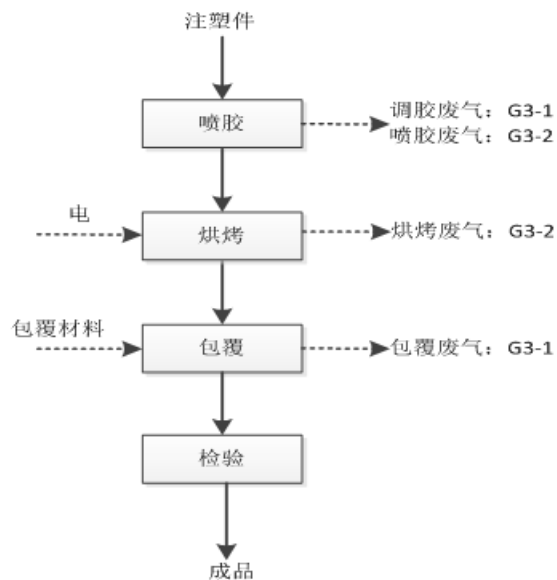 注塑件
喷胶
调胶废气：G3-1
喷胶废气：G3-2
电
烘烤
烘烤废气：G3-2
包覆材料
包覆
包覆废气：G3-1
检验
成品